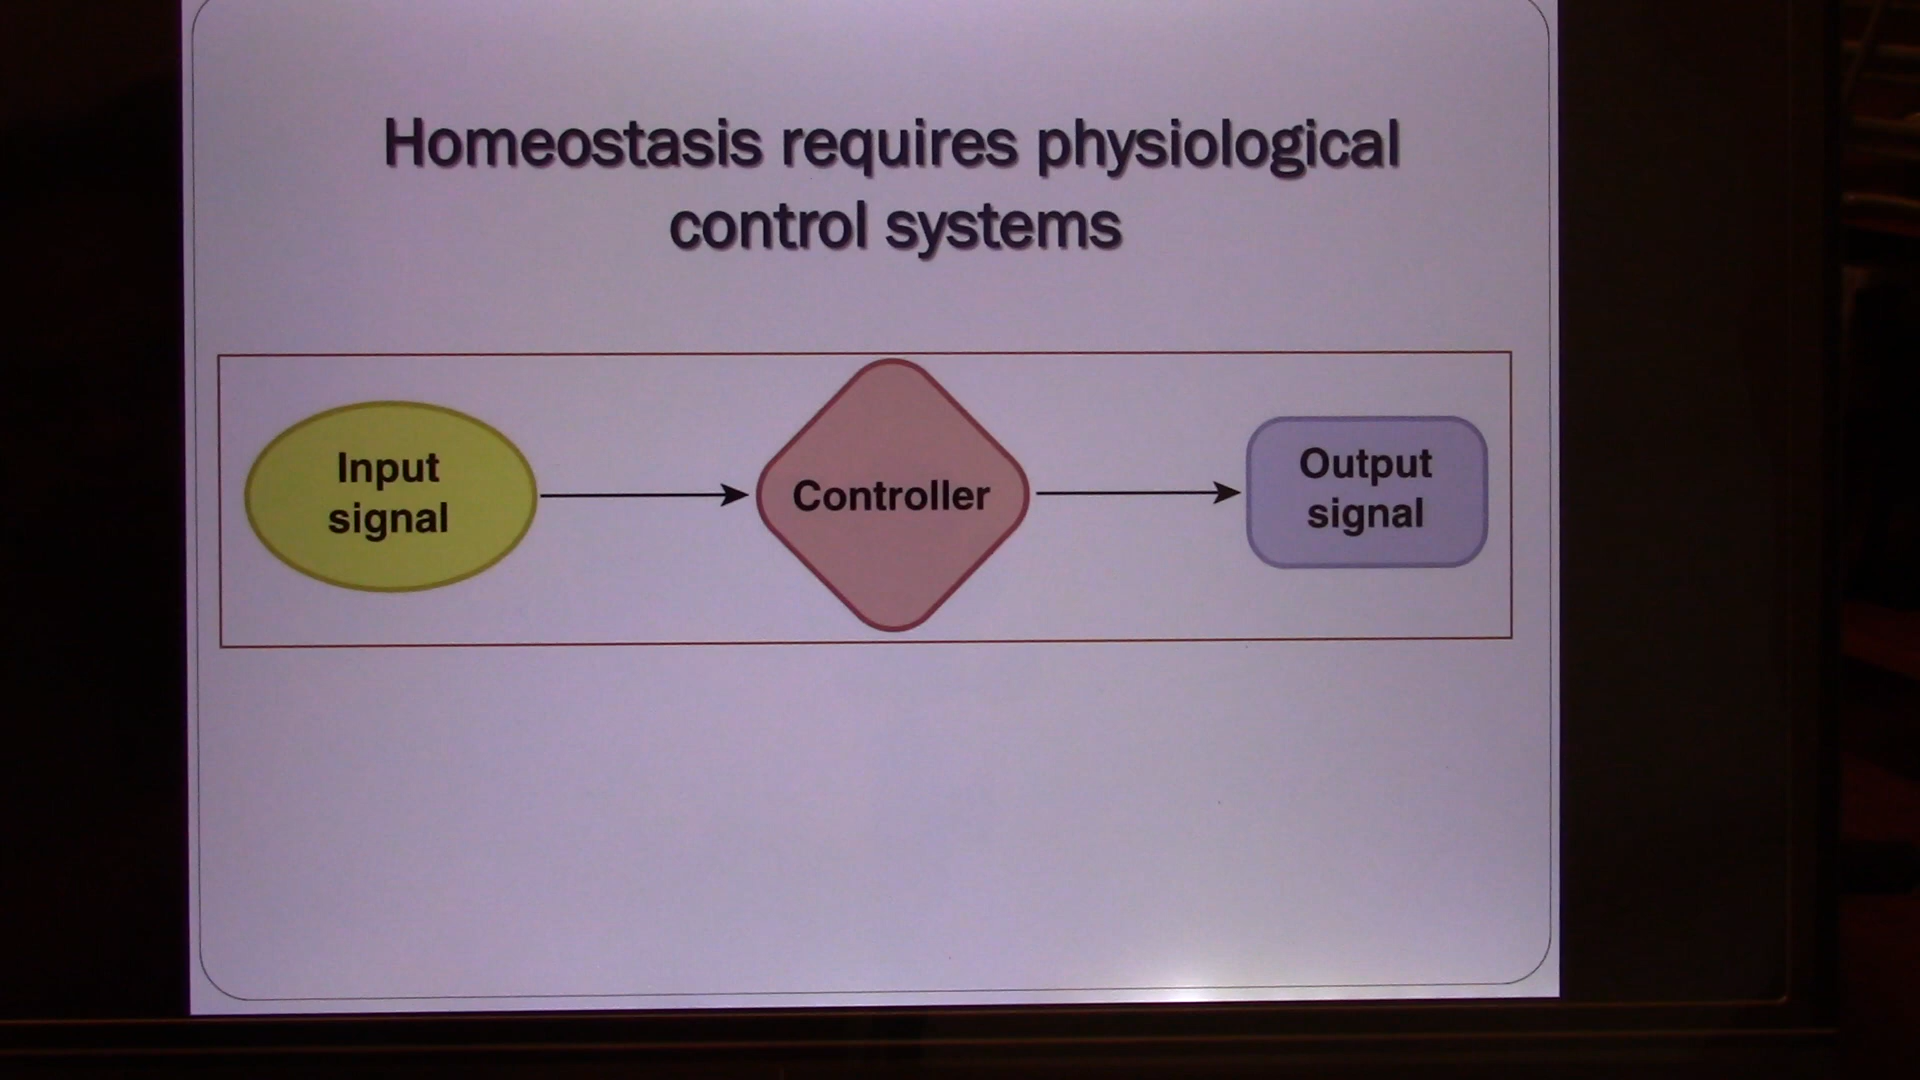 Homeostasis requires physiological
control systems
Input
signal
Controller
Output
signal